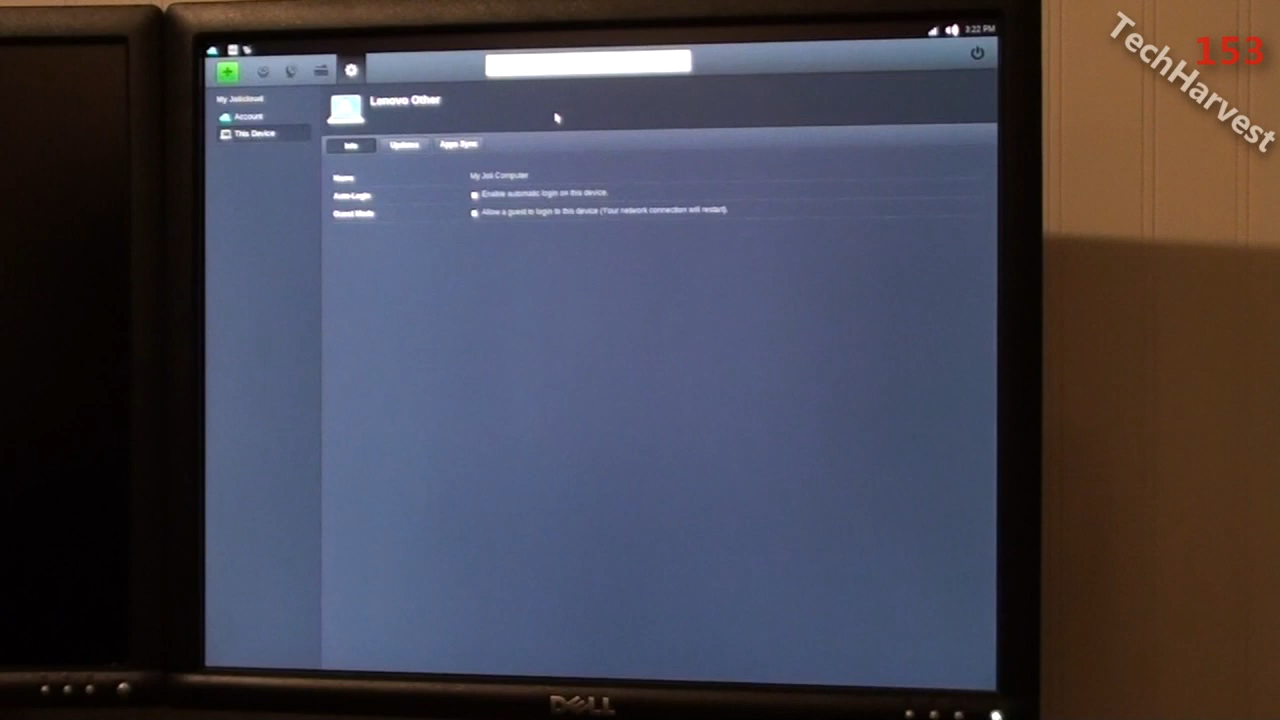 3:22 PM
My Jolicloud
Account
This Device
Lenovo Other
Info Updates Apps Sync
Name My Joli Computer
Auto-Login Enable automatic login on this device.
Guest Mode Allow a guest to login to this device (Your network connection will restart).
DELL
TechHarvest
153